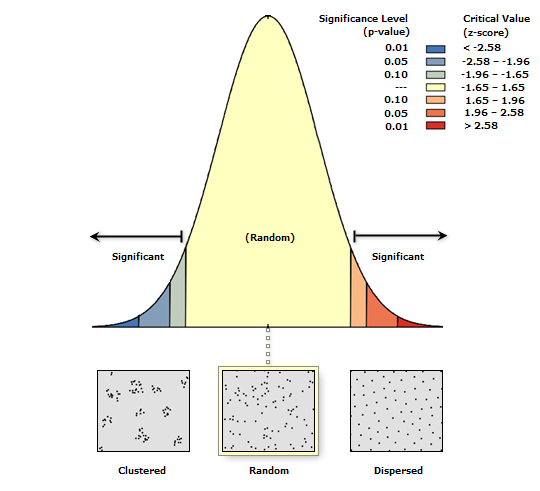 Significance Level
(p-value)
Critical Value
(z-score)
0.01 < -2.58
0.05 -2.58 – -1.96
0.10 -1.96 – -1.65
--- -1.65 – 1.65
0.10 1.65 – 1.96
0.05 1.96 – 2.58
0.01 > 2.58
(Random)
Significant
Significant
Clustered
Random
Dispersed